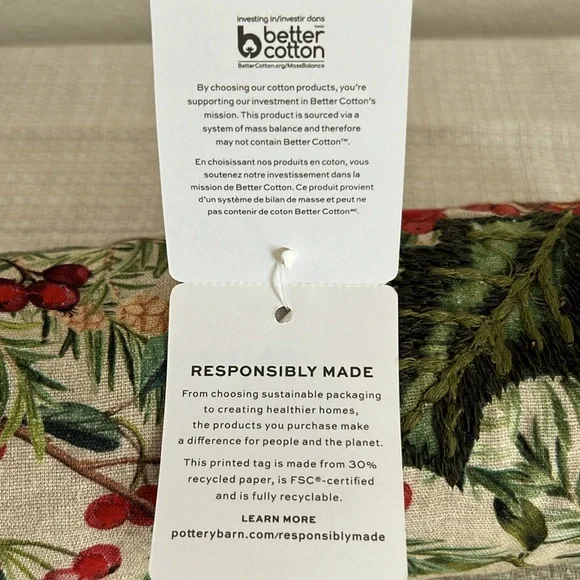 investing in/investir dans
better
cotton
BetterCotton.org/MassBalance
By choosing our cotton products, you're
supporting our investment in Better Cotton's
mission. This product is sourced via a
system of mass balance and therefore
may not contain Better Cotton™.
En choisissant nos produits en coton, vous
soutenez notre investissement dans la
mission de Better Cotton. Ce produit provient
d'un système de bilan de masse et peut ne
pas contenir de coton Better Cottonᴹᶜ.
RESPONSIBLY MADE
From choosing sustainable packaging
to creating healthier homes,
the products you purchase make
a difference for people and the planet.
This printed tag is made from 30%
recycled paper, is FSC®-certified
and is fully recyclable.
LEARN MORE
potterybarn.com/responsiblymade